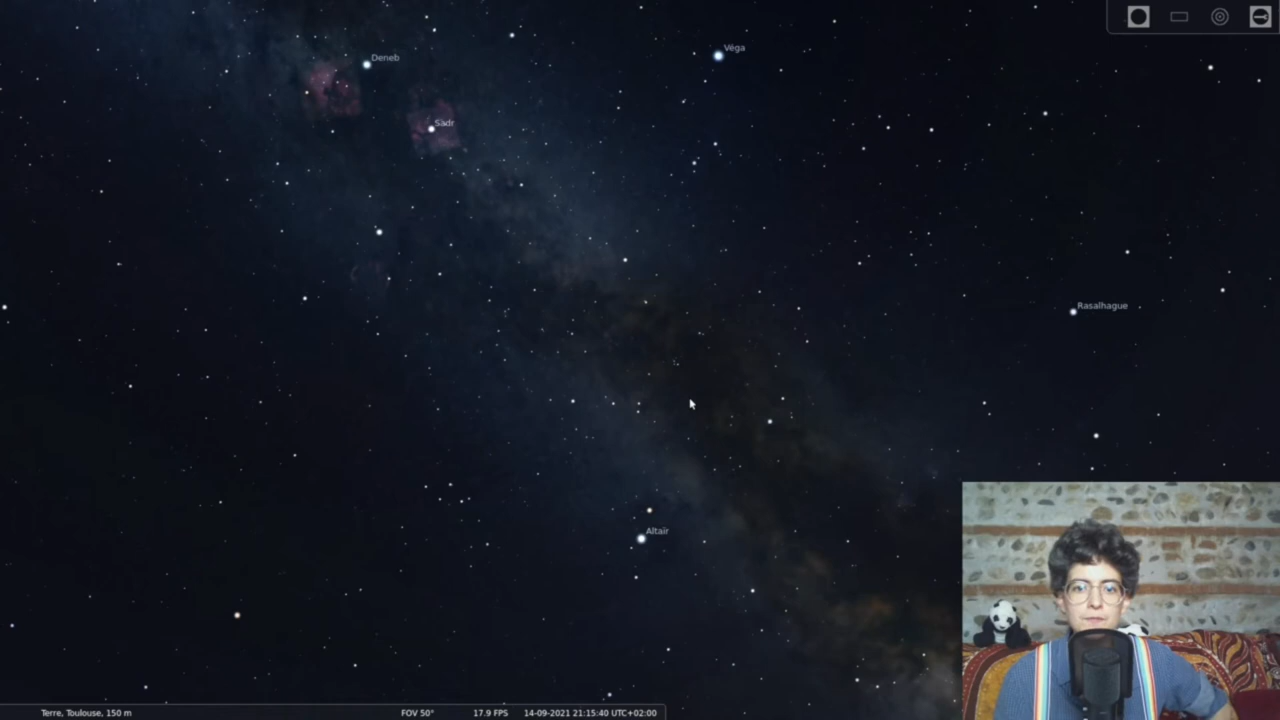 Véga
Deneb
Sadr
Rasalhague
Altaïr
Terre, Toulouse, 150 m FOV 50° 17.9 FPS 14-09-2021 21:15:40 UTC+02:00